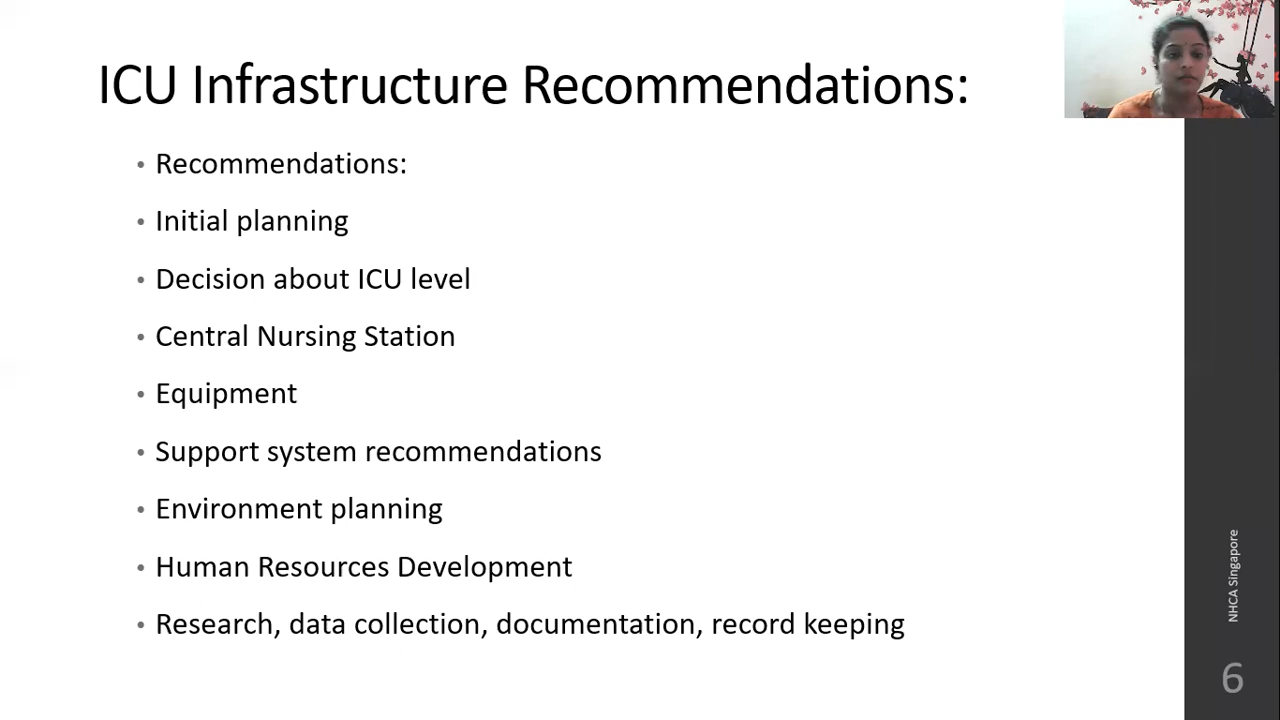 ICU Infrastructure Recommendations:
• Recommendations:
• Initial planning
• Decision about ICU level
• Central Nursing Station
• Equipment
• Support system recommendations
• Environment planning
• Human Resources Development
• Research, data collection, documentation, record keeping
NHCA Singapore
6